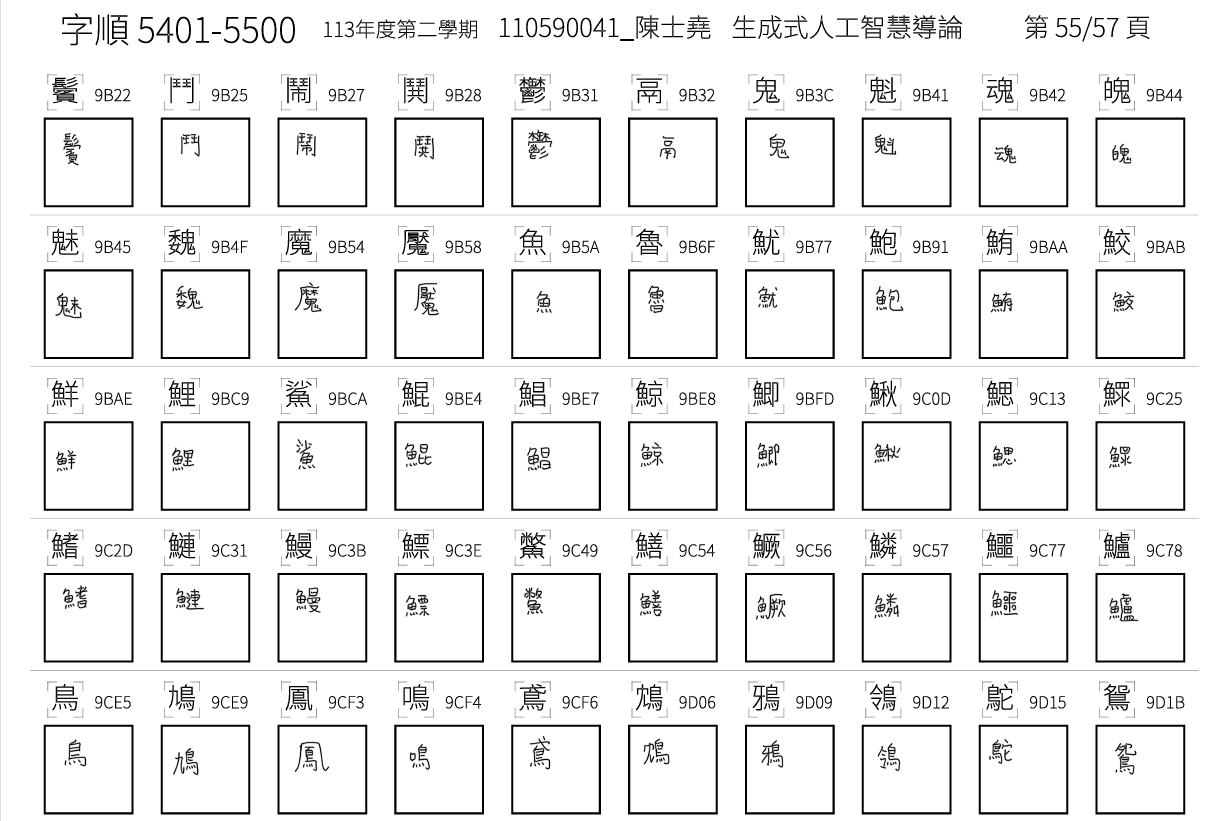 字順 5401-5500 113年度第二學期 110590041_陳士堯 生成式人工智慧導論 第 55/57 頁
鬢 9B22 鬥 9B25 鬧 9B27 鬨 9B28 鬱 9B31 鬲 9B32 鬼 9B3C 魁 9B41 魂 9B42 魄 9B44
鬢 鬥 鬧 鬨 鬱 鬲 鬼 魁 魂 魄
魅 9B45 魏 9B4F 魔 9B54 魘 9B58 魚 9B5A 魯 9B6F 魷 9B77 鮑 9B91 鮪 9BAA 鮫 9BAB
魅 魏 魔 魘 魚 魯 魷 鮑 鮪 鮫
鮮 9BAE 鯉 9BC9 鯊 9BCA 鯤 9BE4 鯧 9BE7 鯨 9BE8 鯽 9BFD 鰍 9C0D 鰓 9C13 鰥 9C25
鮮 鯉 鯊 鯤 鯧 鯨 鯽 鰍 鰓 鰥
鰭 9C2D 鰱 9C31 鰻 9C3B 鰾 9C3E 鱉 9C49 鱔 9C54 鱖 9C56 鱗 9C57 鱷 9C77 鱸 9C78
鰭 鰱 鰻 鰾 鱉 鱔 鱖 鱗 鱷 鱸
鳥 9CE5 鳩 9CE9 鳳 9CF3 鳴 9CF4 鳶 9CF6 鴆 9D06 鴉 9D09 鴒 9D12 鴕 9D15 鴛 9D1B
鳥 鳩 鳳 鳴 鳶 鴆 鴉 鴒 鴕 鴛